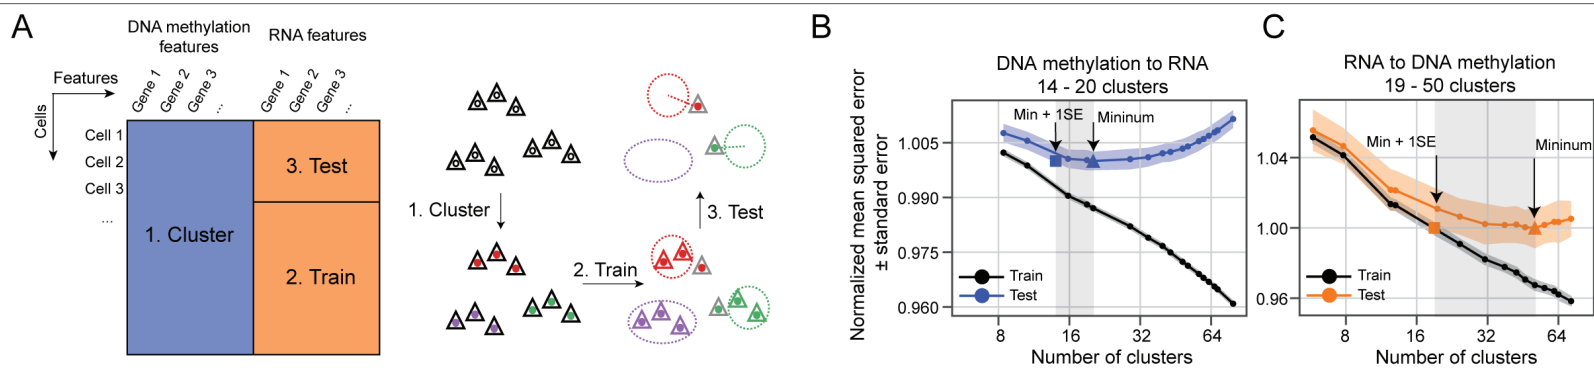 A
DNA methylation
features
RNA features
Features
Gene 1
Gene 2
Gene 3
...
Gene 1
Gene 2
Gene 3
...
Cells
Cell 1
Cell 2
Cell 3
...
1. Cluster
3. Test
2. Train
1. Cluster
2. Train
3. Test
B
DNA methylation to RNA
14 - 20 clusters
Normalized mean squared error
± standard error
1.005
0.990
0.975
0.960
Min + 1SE
Mininum
Train
Test
8
16
32
64
Number of clusters
C
RNA to DNA methylation
19 - 50 clusters
1.04
1.00
0.96
Min + 1SE
Mininum
Train
Test
8
16
32
64
Number of clusters